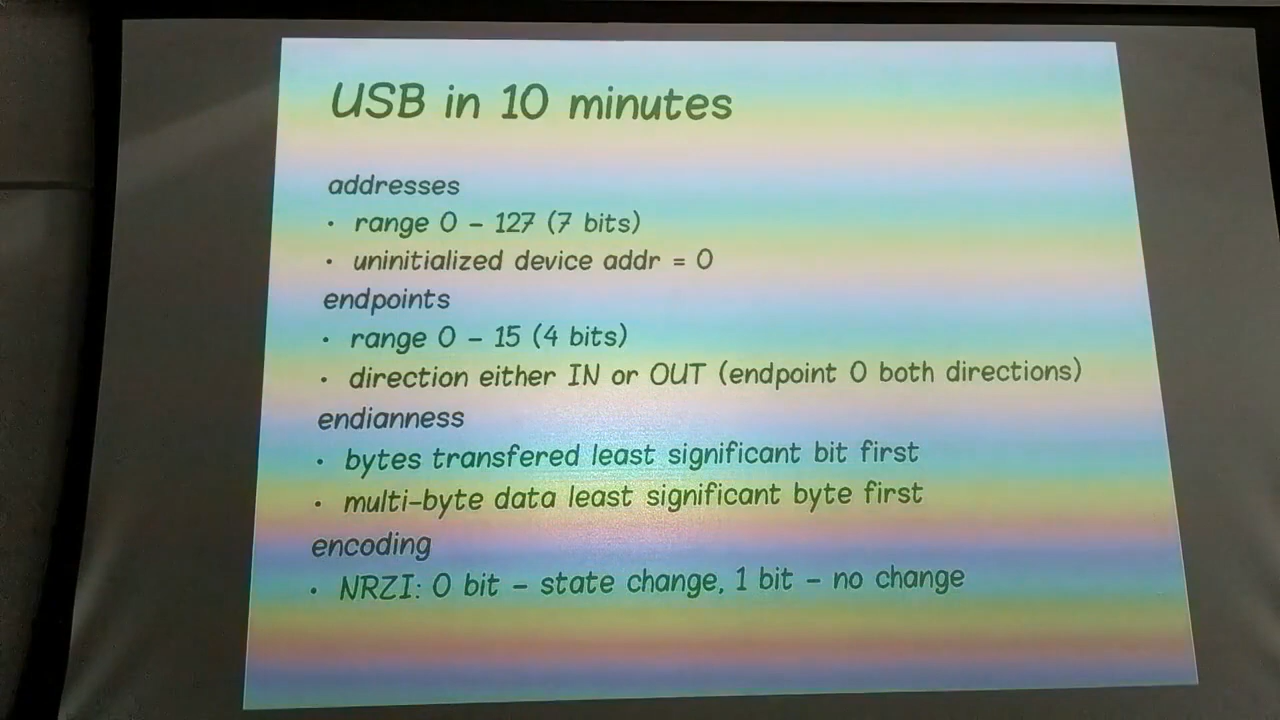 USB in 10 minutes
addresses
• range 0 – 127 (7 bits)
• uninitialized device addr = 0
endpoints
• range 0 – 15 (4 bits)
• direction either IN or OUT (endpoint 0 both directions)
endianness
• bytes transfered least significant bit first
• multi-byte data least significant byte first
encoding
• NRZI: 0 bit – state change, 1 bit – no change